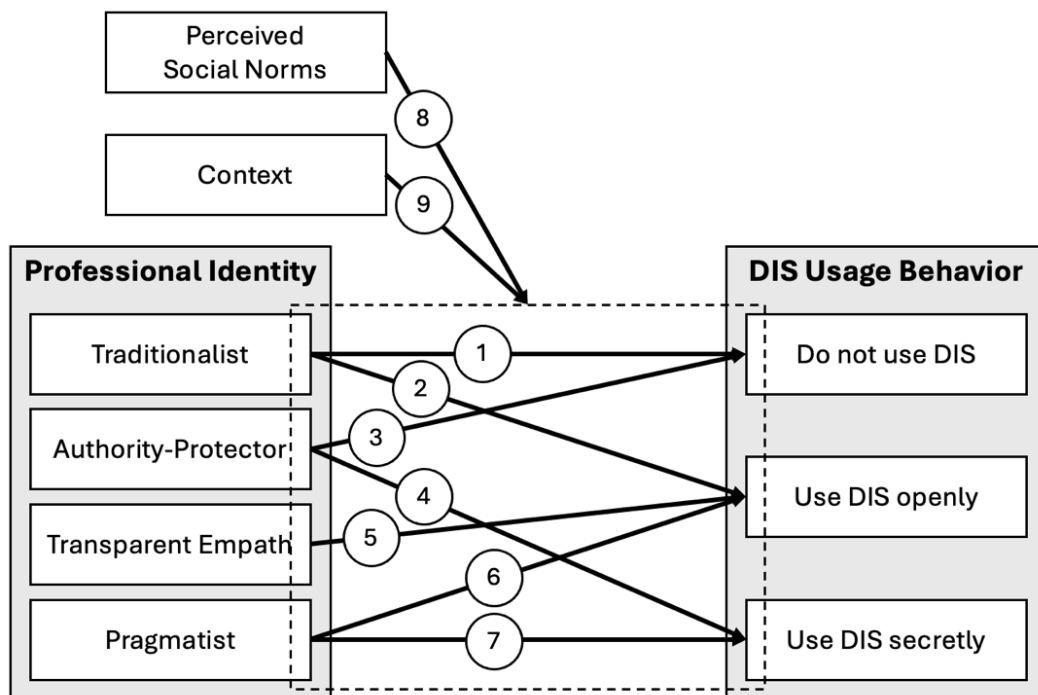 Perceived
Social Norms
8
Context
9
Professional Identity
DIS Usage Behavior
Traditionalist
1
Do not use DIS
2
Authority-Protector
3
4
Use DIS openly
Transparent Empath
5
6
Pragmatist
7
Use DIS secretly